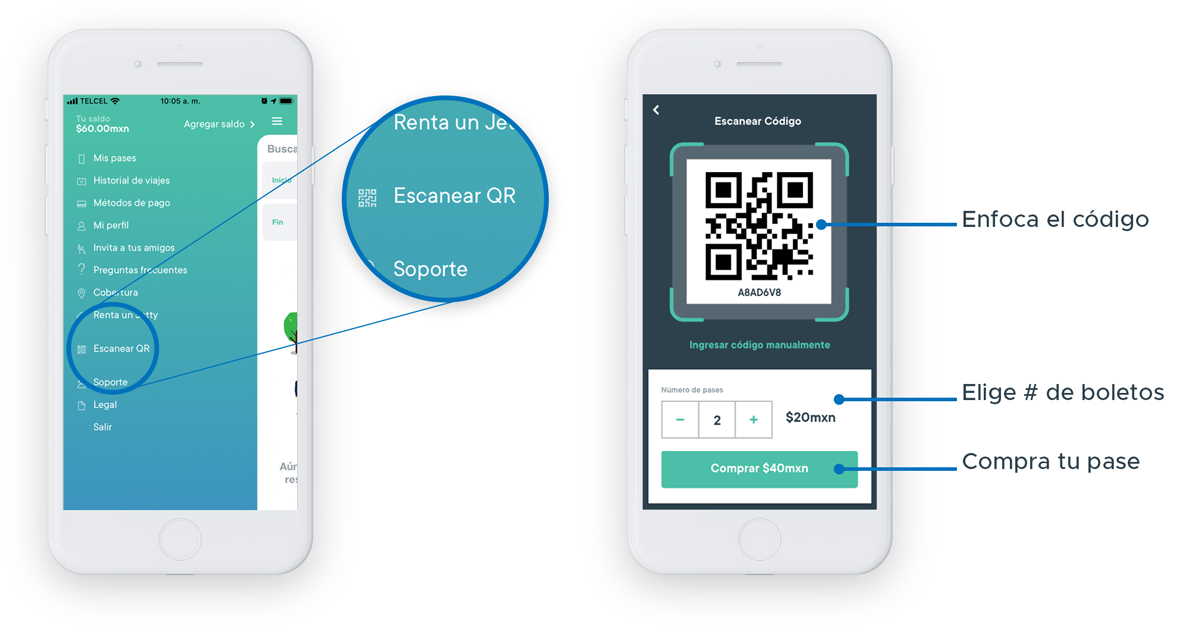 TELCEL
10:05 a. m.
Tu saldo
$60.00mxn
Agregar saldo
Mis pases
Historial de viajes
Métodos de pago
Mi perfil
Invita a tus amigos
Preguntas frecuentes
Cobertura
Renta un Jetty
Escanear QR
Soporte
Legal
Salir
Busca
Inicio
Fin
Aún
res
Renta un Jet
Escanear QR
Soporte
Escanear Código
A8AD6V8
Ingresar código manualmente
Número de pases
− 2 + $20mxn
Comprar $40mxn
Enfoca el código
Elige # de boletos
Compra tu pase